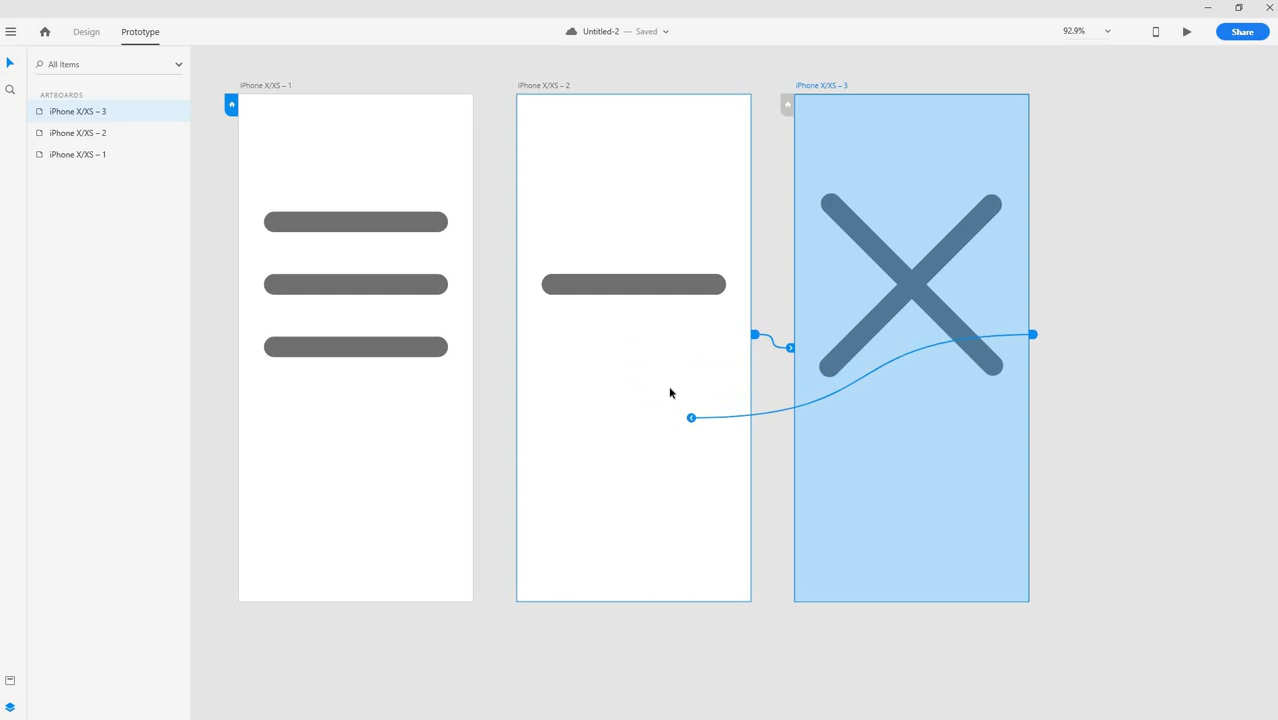 Design
Prototype
Untitled-2 — Saved
92.9%
Share
All Items
ARTBOARDS
iPhone X/XS – 3
iPhone X/XS – 2
iPhone X/XS – 1
iPhone X/XS – 1
iPhone X/XS – 2
iPhone X/XS – 3